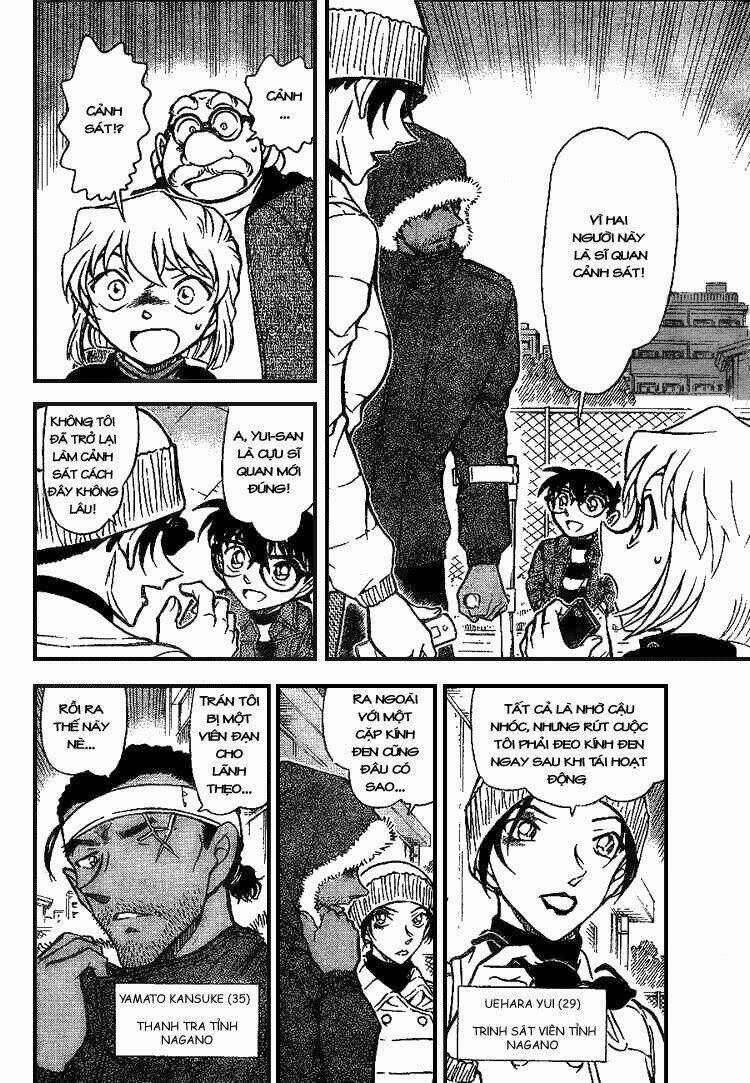 VÌ HAI
NGƯỜI NÀY
LÀ SĨ QUAN
CẢNH SÁT!
CẢNH
...
CẢNH
SÁT!?
A, YUI-SAN
LÀ CỰU SĨ
QUAN MỚI
ĐÚNG!
KHÔNG TÔI
ĐÃ TRỞ LẠI
LÀM CẢNH
SÁT CÁCH
ĐÂY KHÔNG
LÂU!
TẤT CẢ LÀ NHỜ CẬU
NHÓC, NHƯNG RÚT CUỘC
TÔI PHẢI ĐEO KÍNH ĐEN
NGAY SAU KHI TÁI HOẠT
ĐỘNG
UEHARA YUI (29)
TRINH SÁT VIÊN TỈNH
NAGANO
RA NGOÀI
VỚI MỘT
CẶP KÍNH
ĐEN CŨNG
ĐÂU CÓ
SAO...
TRÁN TÔI
BỊ MỘT
VIÊN ĐẠN
CHO
LÃNH
THẸO...
RỒI RA
THẾ NÀY
NÈ...
YAMATO KANSUKE (35)
THANH TRA TỈNH
NAGANO